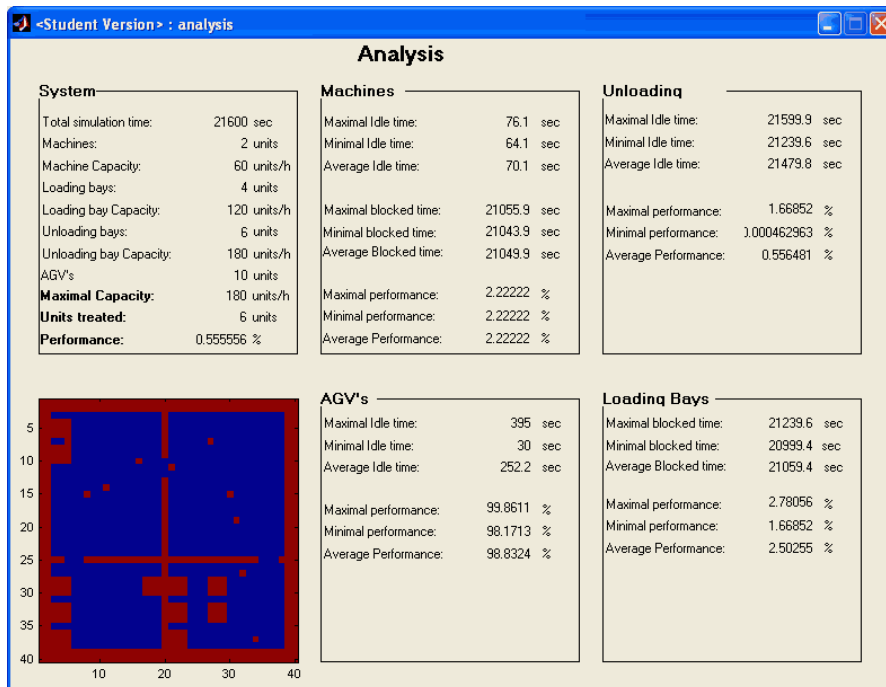 <Student Version> : analysis
Analysis
System
Total simulation time: 21600 sec
Machines: 2 units
Machine Capacity: 60 units/h
Loading bays: 4 units
Loading bay Capacity: 120 units/h
Unloading bays: 6 units
Unloading bay Capacity: 180 units/h
AGV's 10 units
Maximal Capacity: 180 units/h
Units treated: 6 units
Performance: 0.555556 %
Machines
Maximal Idle time: 76.1 sec
Minimal Idle time: 64.1 sec
Average Idle time: 70.1 sec
Maximal blocked time: 21055.9 sec
Minimal blocked time: 21043.9 sec
Average Blocked time: 21049.9 sec
Maximal performance: 2.22222 %
Minimal performance: 2.22222 %
Average Performance: 2.22222 %
Unloading
Maximal Idle time: 21599.9 sec
Minimal Idle time: 21239.6 sec
Average Idle time: 21479.8 sec
Maximal performance: 1.66852 %
Minimal performance: 0.000462963 %
Average Performance: 0.556481 %
5
10
15
20
25
30
35
40
10 20 30 40
AGV's
Maximal Idle time: 395 sec
Minimal Idle time: 30 sec
Average Idle time: 252.2 sec
Maximal performance: 99.8611 %
Minimal performance: 98.1713 %
Average Performance: 98.8324 %
Loading Bays
Maximal blocked time: 21239.6 sec
Minimal blocked time: 20999.4 sec
Average Blocked time: 21059.4 sec
Maximal performance: 2.78056 %
Minimal performance: 1.66852 %
Average Performance: 2.50255 %